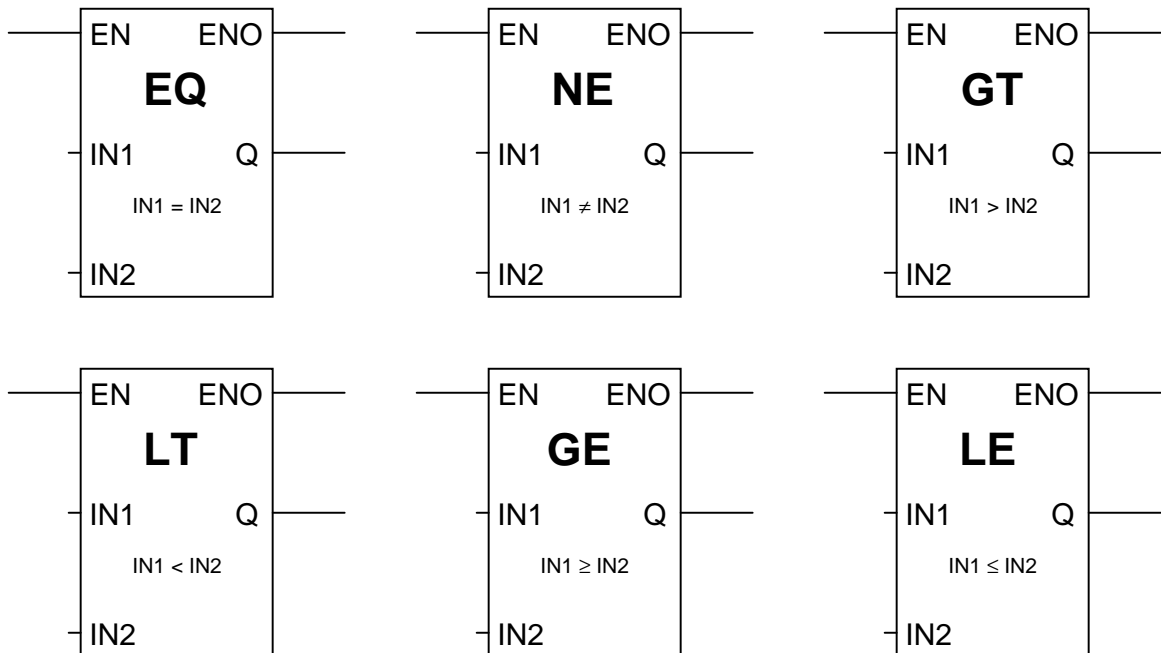 EN ENO
EQ
IN1 Q
IN1 = IN2
IN2
EN ENO
NE
IN1 Q
IN1 ≠ IN2
IN2
EN ENO
GT
IN1 Q
IN1 > IN2
IN2
EN ENO
LT
IN1 Q
IN1 < IN2
IN2
EN ENO
GE
IN1 Q
IN1 ≥ IN2
IN2
EN ENO
LE
IN1 Q
IN1 ≤ IN2
IN2